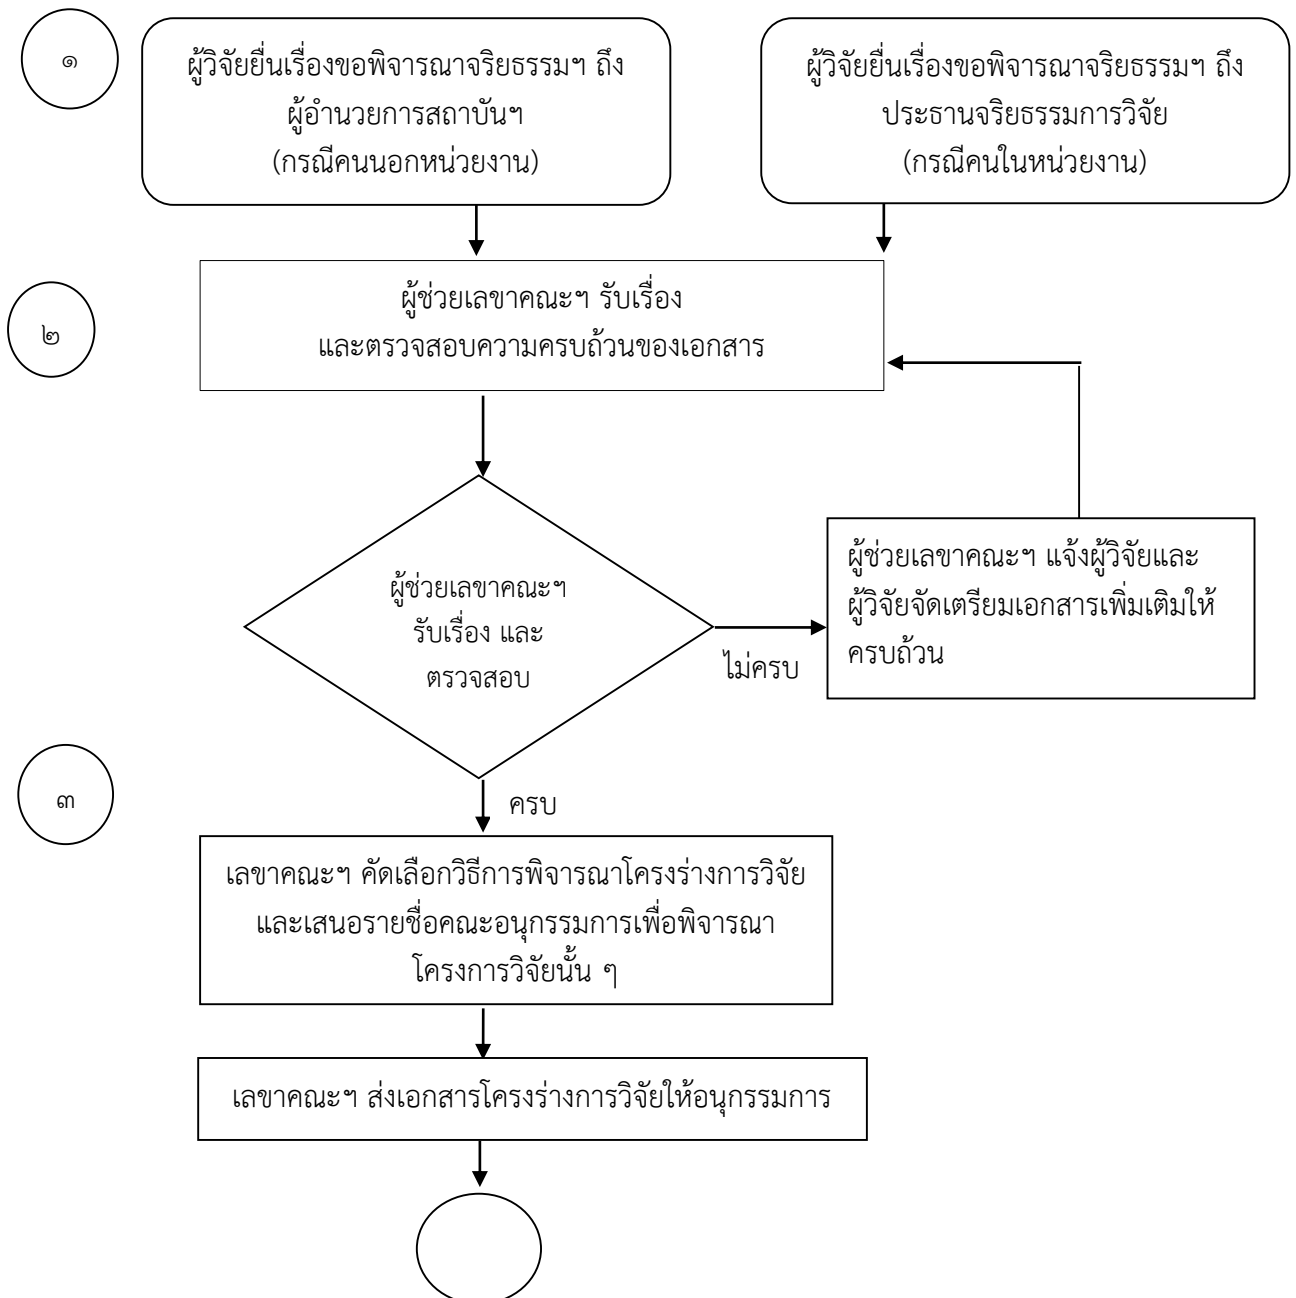 ๑
ผู้วิจัยยื่นเรื่องขอพิจารณาจริยธรรมฯ ถึง
ผู้อำนวยการสถาบันฯ
(กรณีคนนอกหน่วยงาน)
ผู้วิจัยยื่นเรื่องขอพิจารณาจริยธรรมฯ ถึง
ประธานจริยธรรมการวิจัย
(กรณีคนในหน่วยงาน)
๒
ผู้ช่วยเลขาคณะฯ รับเรื่อง
และตรวจสอบความครบถ้วนของเอกสาร
ผู้ช่วยเลขาคณะฯ
รับเรื่อง และ
ตรวจสอบ
ไม่ครบ
ผู้ช่วยเลขาคณะฯ แจ้งผู้วิจัยและ
ผู้วิจัยจัดเตรียมเอกสารเพิ่มเติมให้
ครบถ้วน
๓
ครบ
เลขาคณะฯ คัดเลือกวิธีการพิจารณาโครงร่างการวิจัย
และเสนอรายชื่อคณะอนุกรรมการเพื่อพิจารณา
โครงการวิจัยนั้น ๆ
เลขาคณะฯ ส่งเอกสารโครงร่างการวิจัยให้อนุกรรมการ